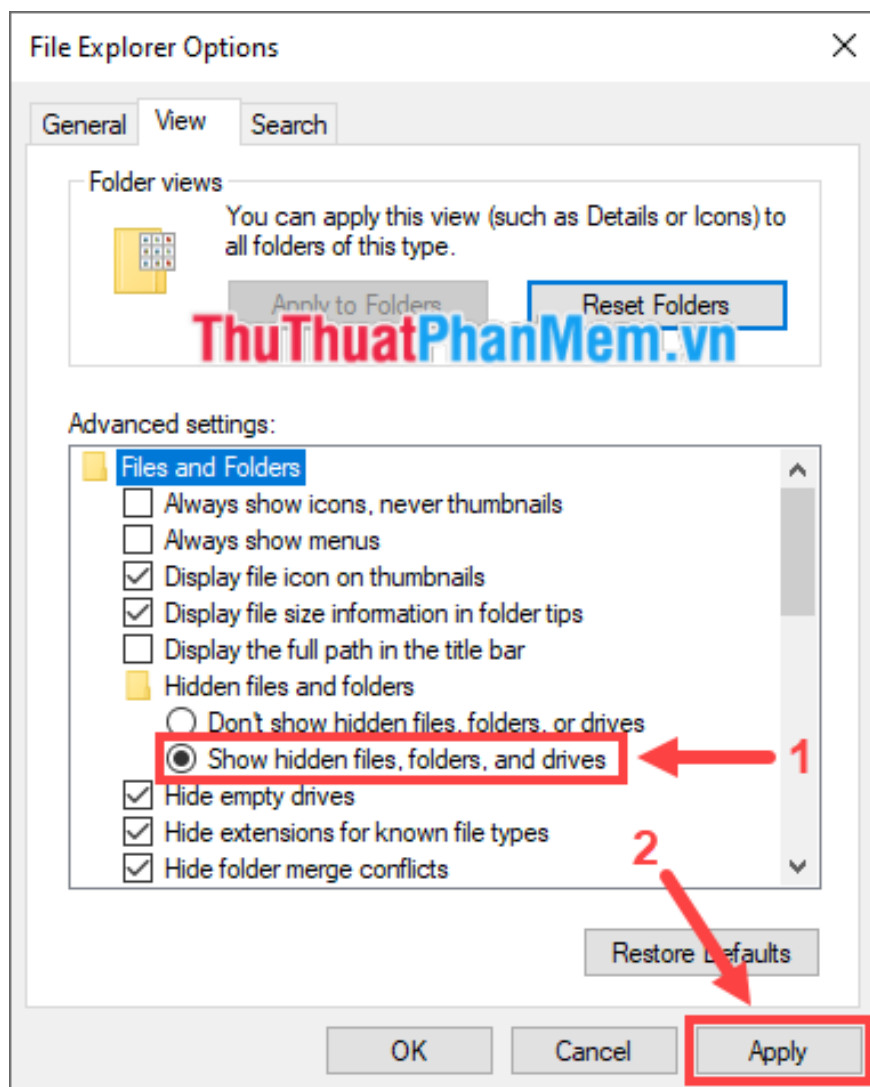 File Explorer Options
General
View
Search
Folder views
You can apply this view (such as Details or Icons) to
all folders of this type.
Apply to Folders
Reset Folders
ThuThuatPhanMem.vn
Advanced settings:
Files and Folders
Always show icons, never thumbnails
Always show menus
Display file icon on thumbnails
Display file size information in folder tips
Display the full path in the title bar
Hidden files and folders
Don't show hidden files, folders, or drives
Show hidden files, folders, and drives
1
Hide empty drives
Hide extensions for known file types
2
Hide folder merge conflicts
Restore Defaults
OK
Cancel
Apply